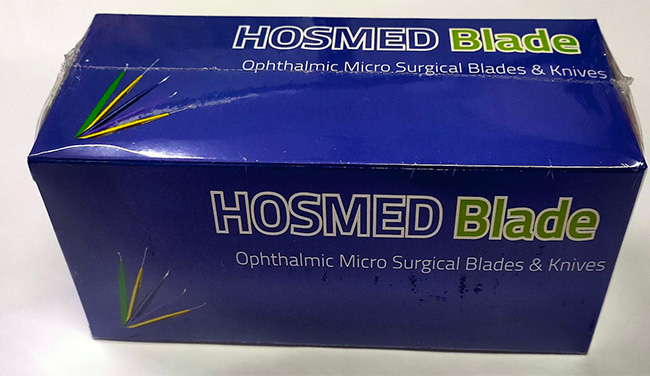 HOSMED Blade
Ophthalmic Micro Surgical Blades & Knives
HOSMED Blade
Ophthalmic Micro Surgical Blades & Knives